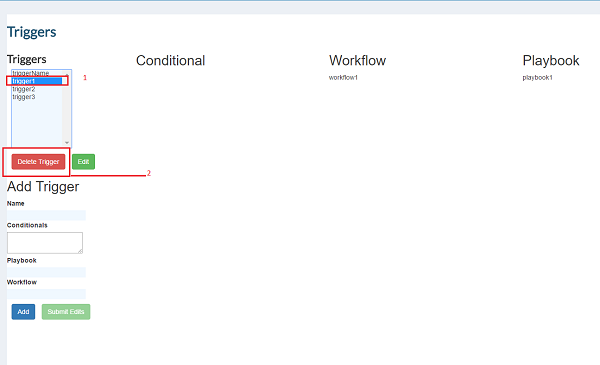 Triggers
Triggers
Conditional
Workflow
Playbook
triggerName
trigger1
trigger2
trigger3
1
workflow1
playbook1
Delete Trigger
Edit
2
Add Trigger
Name
Conditionals
Playbook
Workflow
Add
Submit Edits